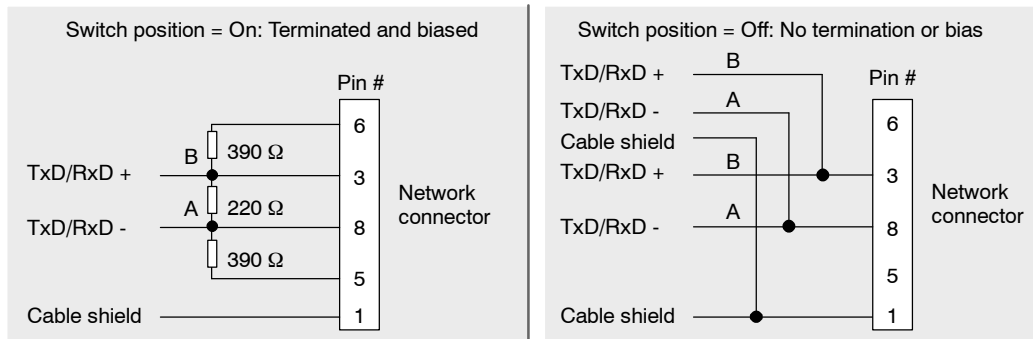 Switch position = On: Terminated and biased
Pin #
6
390 Ω
B
TxD/RxD +
3
220 Ω
A
TxD/RxD -
8
390 Ω
5
Cable shield
1
Network
connector
Switch position = Off: No termination or bias
B
TxD/RxD +
Pin #
A
TxD/RxD -
6
Cable shield
B
TxD/RxD +
3
A
TxD/RxD -
8
5
Cable shield
1
Network
connector